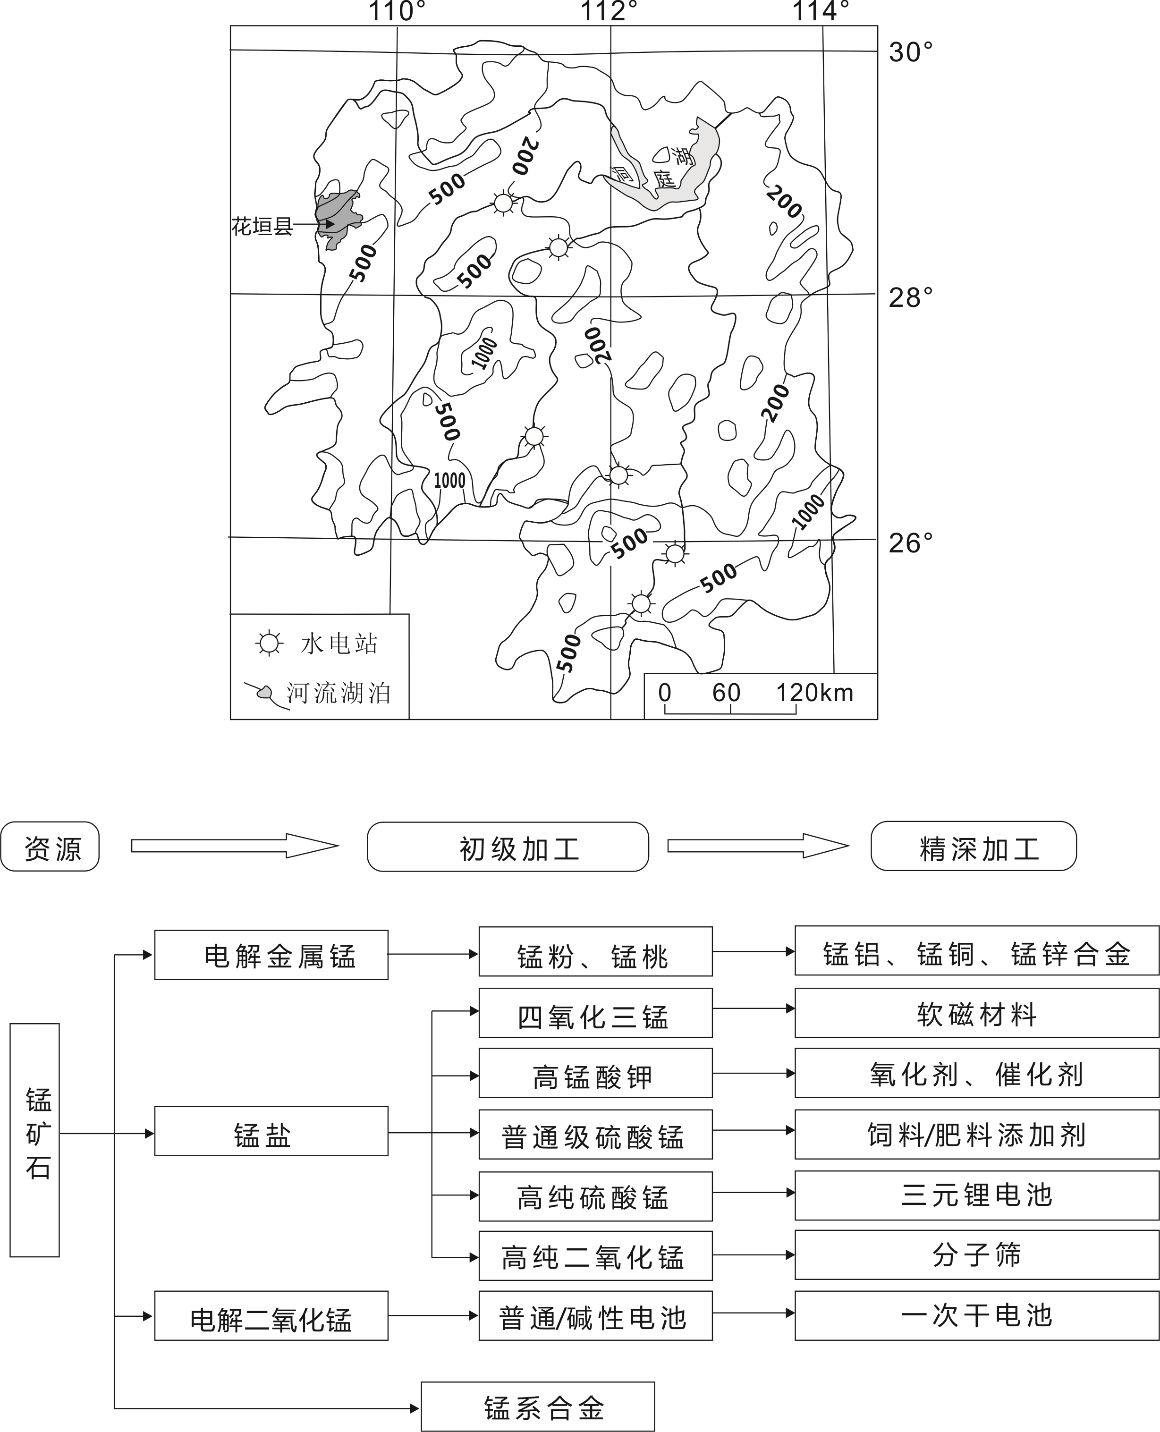 110° 112° 114°
30°
湖
洞
庭
200
500
200
花垣县
500
500
28°
1000
200
200
500
1000
1000
500
26°
500
500
水电站
河流湖泊
0 60 120km
资源 初级加工 精深加工
电解金属锰 锰粉、锰桃 锰铝、锰铜、锰锌合金
四氧化三锰 软磁材料
高锰酸钾 氧化剂、催化剂
锰矿石
锰盐 普通级硫酸锰 饲料/肥料添加剂
高纯硫酸锰 三元锂电池
高纯二氧化锰 分子筛
电解二氧化锰 普通/碱性电池 一次干电池
锰系合金